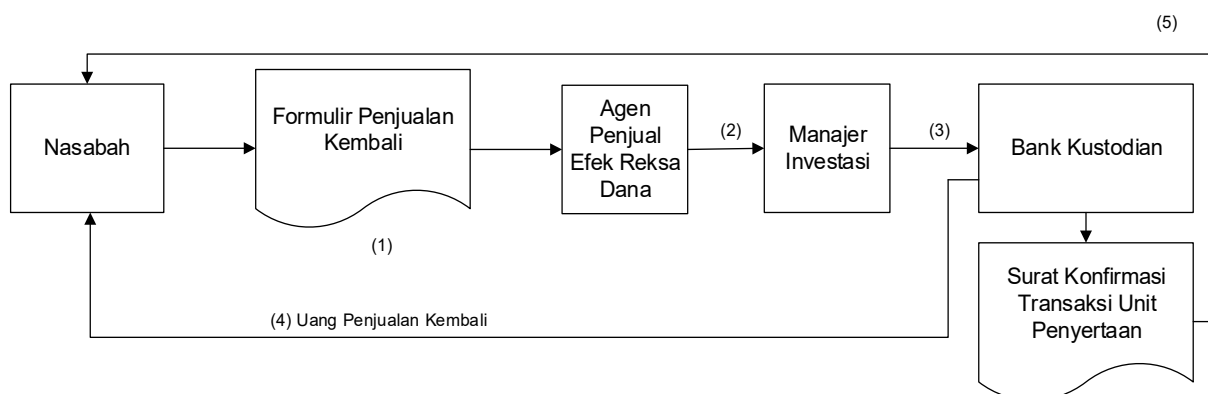 (5)
Nasabah
Formulir Penjualan
Kembali
(1)
Agen
Penjual
Efek Reksa
Dana
(2)
Manajer
Investasi
(3)
Bank Kustodian
(4) Uang Penjualan Kembali
Surat Konfirmasi
Transaksi Unit
Penyertaan